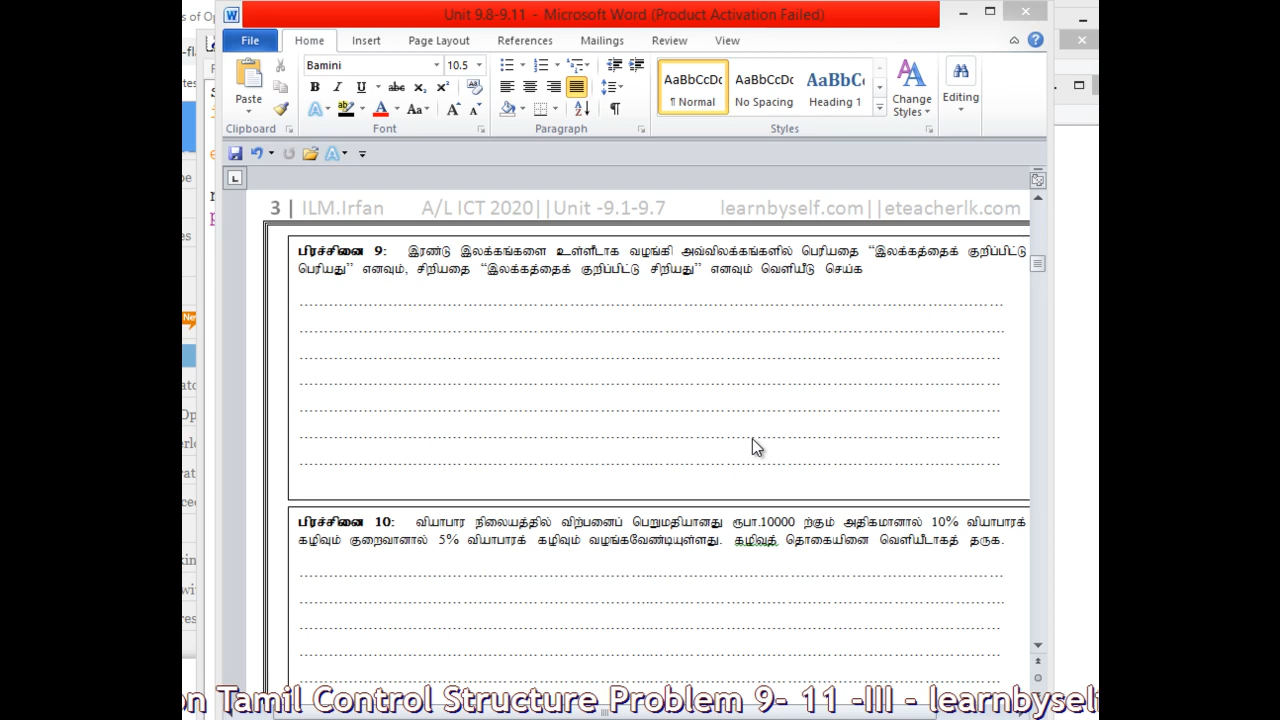 Unit 9.8-9.11 - Microsoft Word (Product Activation Failed)
File Home Insert Page Layout References Mailings Review View
Bamini 10.5
Paste
AaBbCcDc AaBbCcDc AaBbC
¶ Normal No Spacing Heading 1
Change Styles
Editing
Clipboard Font Paragraph Styles
3 | ILM.Irfan A/L ICT 2020||Unit -9.1-9.7 learnbyself.com||eteacherlk.com
பிரச்சினை 9: இரண்டு இலக்கங்களை உள்ளீடாக வழங்கி அவ்விலக்கங்களில் பெரியதை “இலக்கத்தைக் குறிப்பிட்டு
பெரியது” எனவும், சிறியதை “இலக்கத்தைக் குறிப்பிட்டு சிறியது” எனவும் வெளியீடு செய்க
பிரச்சினை 10: வியாபார நிலையத்தில் விற்பனைப் பெறுமதியானது ரூபா.10000 ற்கும் அதிகமானால் 10% வியாபாரக்
கழிவும் குறைவானால் 5% வியாபாரக் கழிவும் வழங்கவேண்டியுள்ளது. கழிவுத் தொகையினை வெளியீடாகத் தருக.
on Tamil Control Structure Problem 9- 11 -III - learnbyself